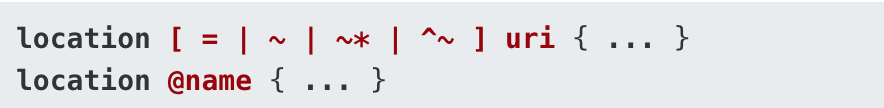 location [ = | ~ | ~* | ^~ ] uri { ... }
location @name { ... }